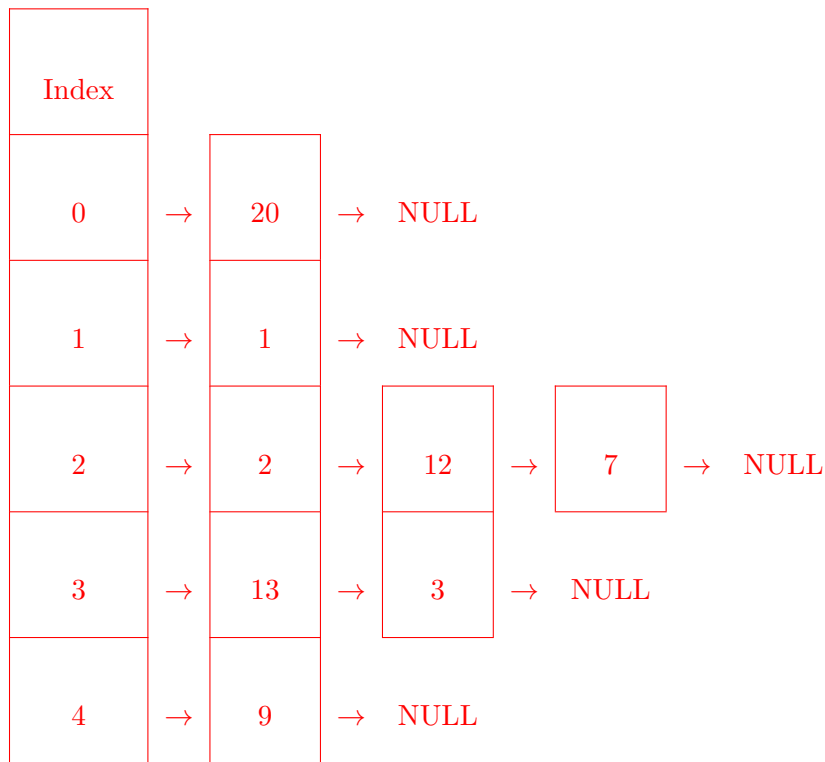 Index
0 → 20 → NULL
1 → 1 → NULL
2 → 2 → 12 → 7 → NULL
3 → 13 → 3 → NULL
4 → 9 → NULL